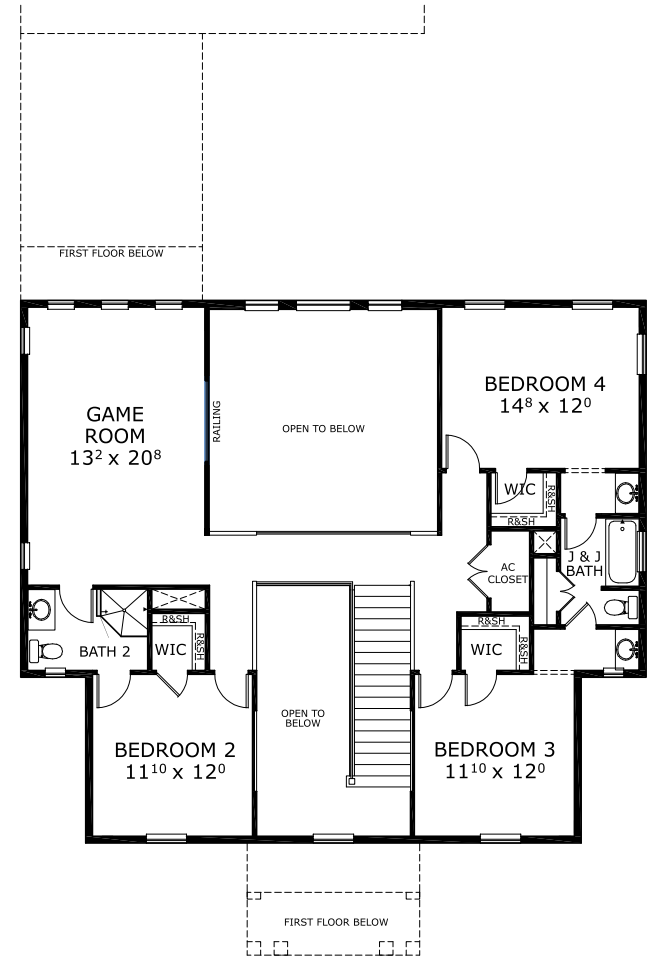 FIRST FLOOR BELOW
GAME
ROOM
13² x 20⁸
RAILING
OPEN TO BELOW
BEDROOM 4
14⁸ x 12⁰
WIC
R&SH
R&SH
AC
CLOSET
J & J
BATH
BATH 2
R&SH
WIC
R&SH
R&SH
WIC
R&SH
OPEN TO
BELOW
BEDROOM 2
11¹⁰ x 12⁰
BEDROOM 3
11¹⁰ x 12⁰
FIRST FLOOR BELOW